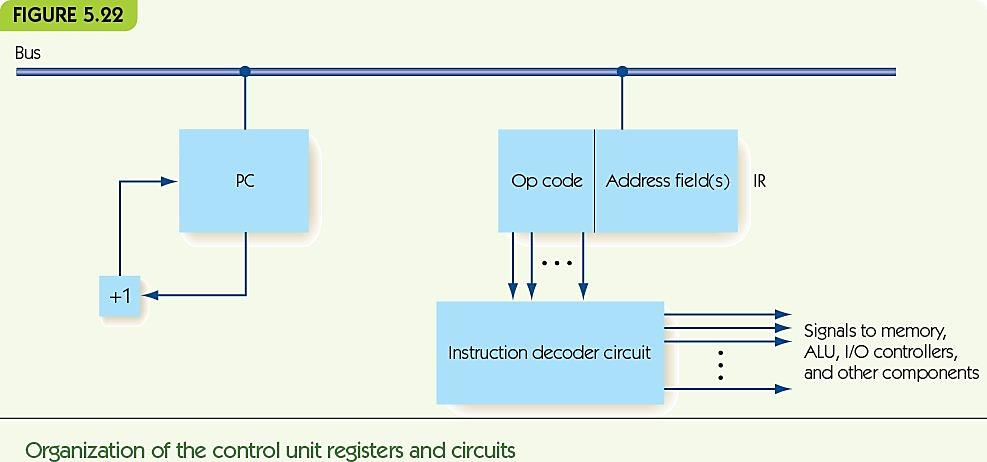 FIGURE 5.22
Bus
PC
+1
Op code
Address field(s)
IR
• • •
Instruction decoder circuit
Signals to memory,
ALU, I/O controllers,
and other components
Organization of the control unit registers and circuits